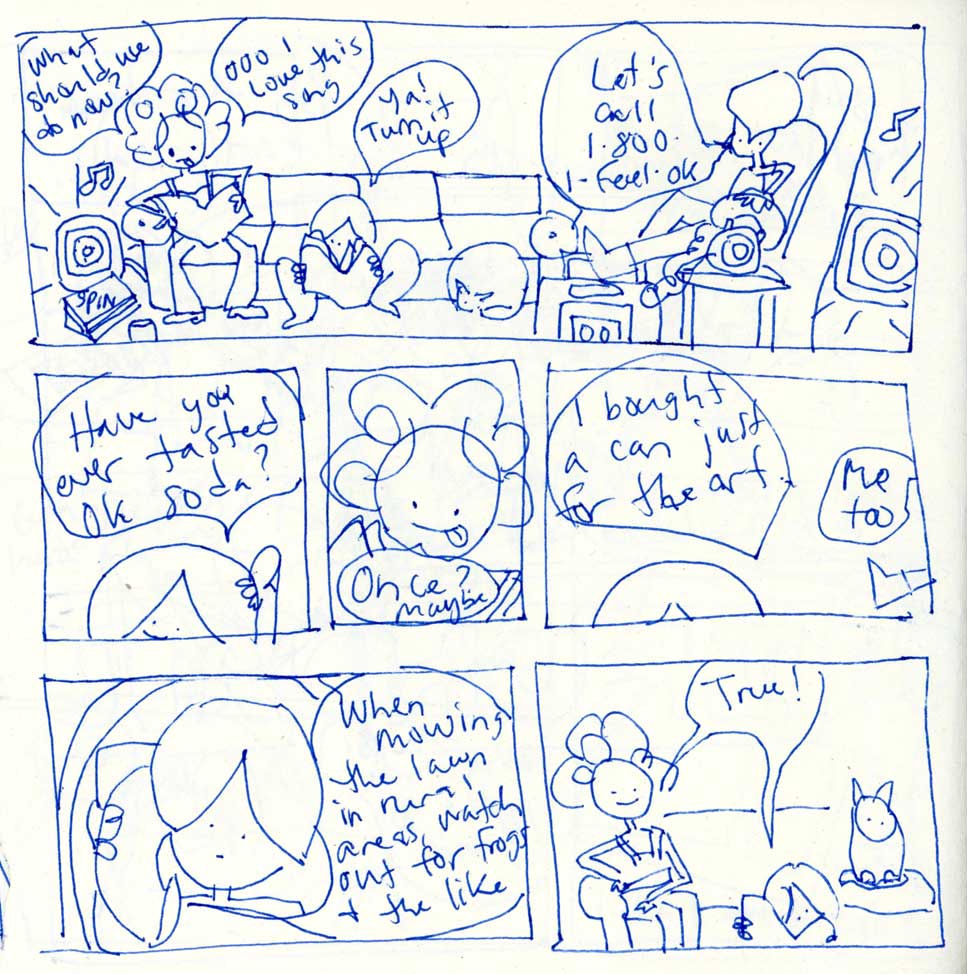 What
should we
do now?
OOO I
Love this
song
Ya!
Turn it
up
Let's
call
1-800-
I-Feel-OK
SPIN
Have you
ever tasted
OK soda?
Once?
maybe
I bought
a can just
for the art.
Me
too
When
mowing
the lawn
in rural
areas, watch
out for frogs
+ the like
True!